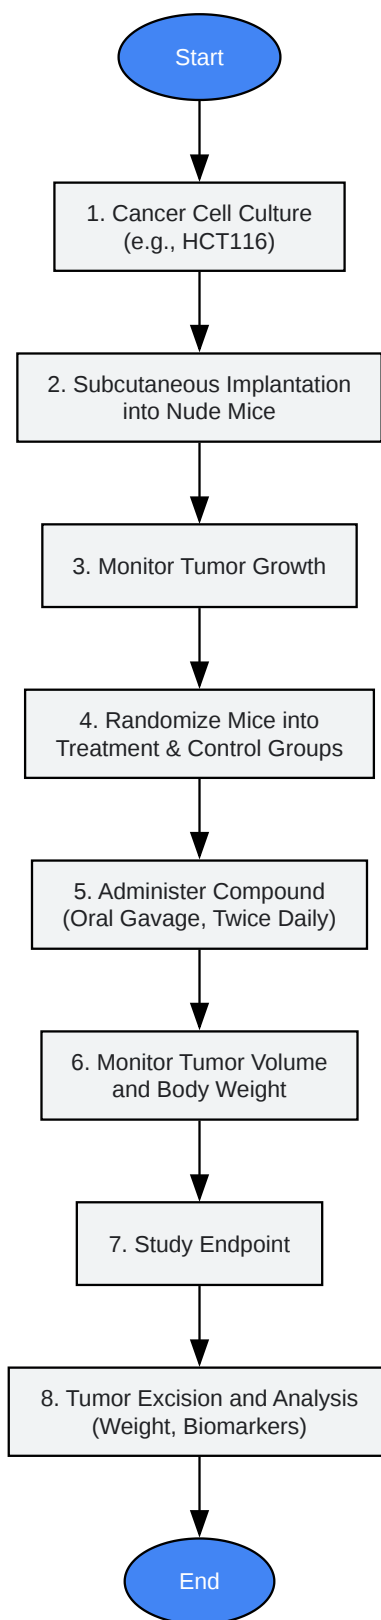 Start
1. Cancer Cell Culture
(e.g., HCT116)
2. Subcutaneous Implantation
into Nude Mice
3. Monitor Tumor Growth
4. Randomize Mice into
Treatment & Control Groups
5. Administer Compound
(Oral Gavage, Twice Daily)
6. Monitor Tumor Volume
and Body Weight
7. Study Endpoint
8. Tumor Excision and Analysis
(Weight, Biomarkers)
End